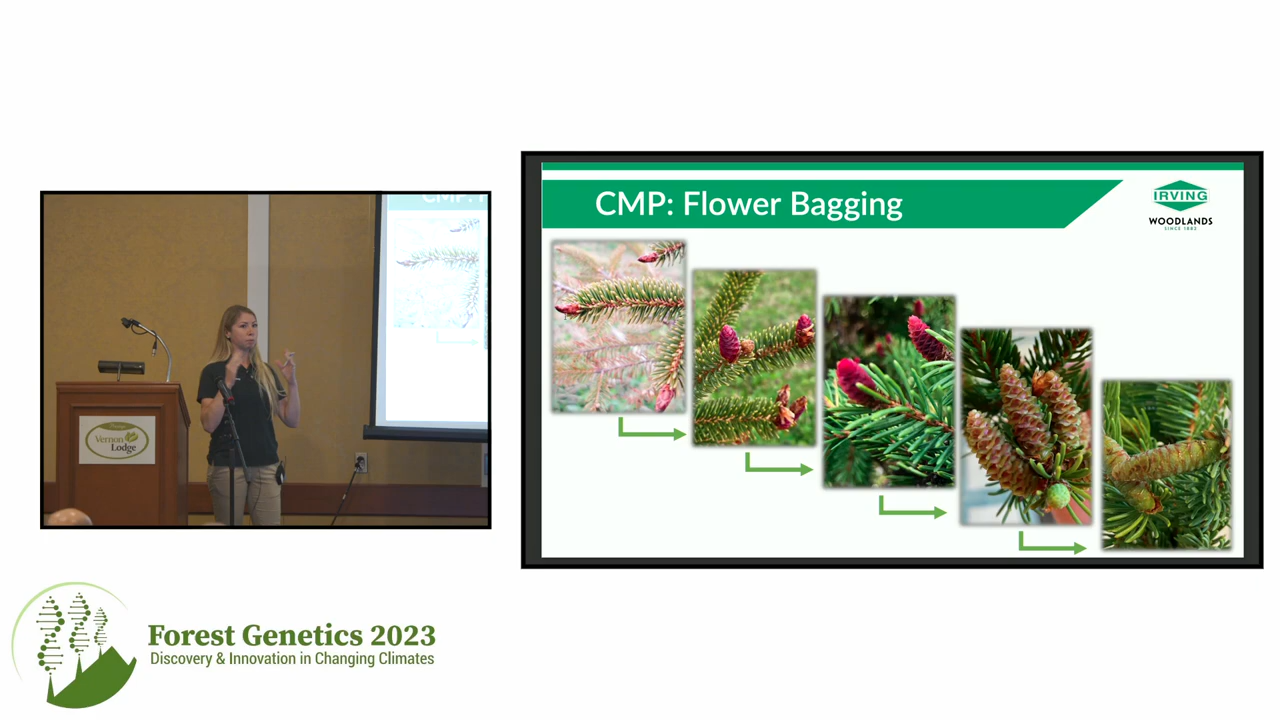 CMP: Flower Bagging
IRVING
WOODLANDS
SINCE 1882
Vernon
Lodge
Forest Genetics 2023
Discovery & Innovation in Changing Climates